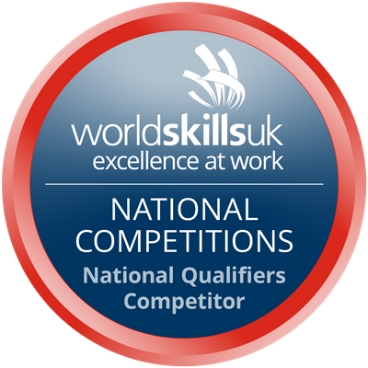 worldskillsuk
excellence at work
NATIONAL
COMPETITIONS
National Qualifiers
Competitor